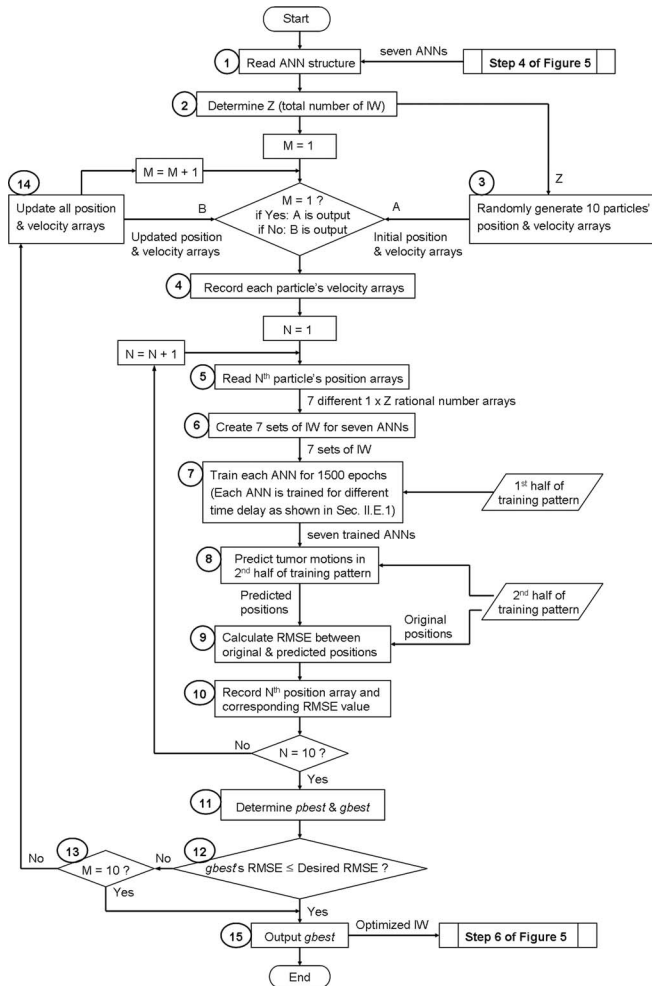 Start
1
Read ANN structure
seven ANNs
Step 4 of Figure 5
2
Determine Z (total number of IW)
M = 1
M = M + 1
Z
14
Update all position
& velocity arrays
B
Updated position
& velocity arrays
M = 1 ?
if Yes: A is output
if No: B is output
A
Initial position
& velocity arrays
3
Randomly generate 10 particles'
position & velocity arrays
4
Record each particle's velocity arrays
N = 1
N = N + 1
5
Read Nth particle's position arrays
7 different 1 x Z rational number arrays
6
Create 7 sets of IW for seven ANNs
7 sets of IW
7
Train each ANN for 1500 epochs
(Each ANN is trained for different
time delay as shown in Sec. II.E.1)
1st half of
training pattern
seven trained ANNs
8
Predict tumor motions in
2nd half of training pattern
Predicted
positions
2nd half of
training pattern
Original
positions
9
Calculate RMSE between
original & predicted positions
10
Record Nth position array and
corresponding RMSE value
No
N = 10 ?
Yes
11
Determine pbest & gbest
12
gbest's RMSE ≤ Desired RMSE ?
No
13
M = 10 ?
No
Yes
Yes
15
Output gbest
Optimized IW
Step 6 of Figure 5
End